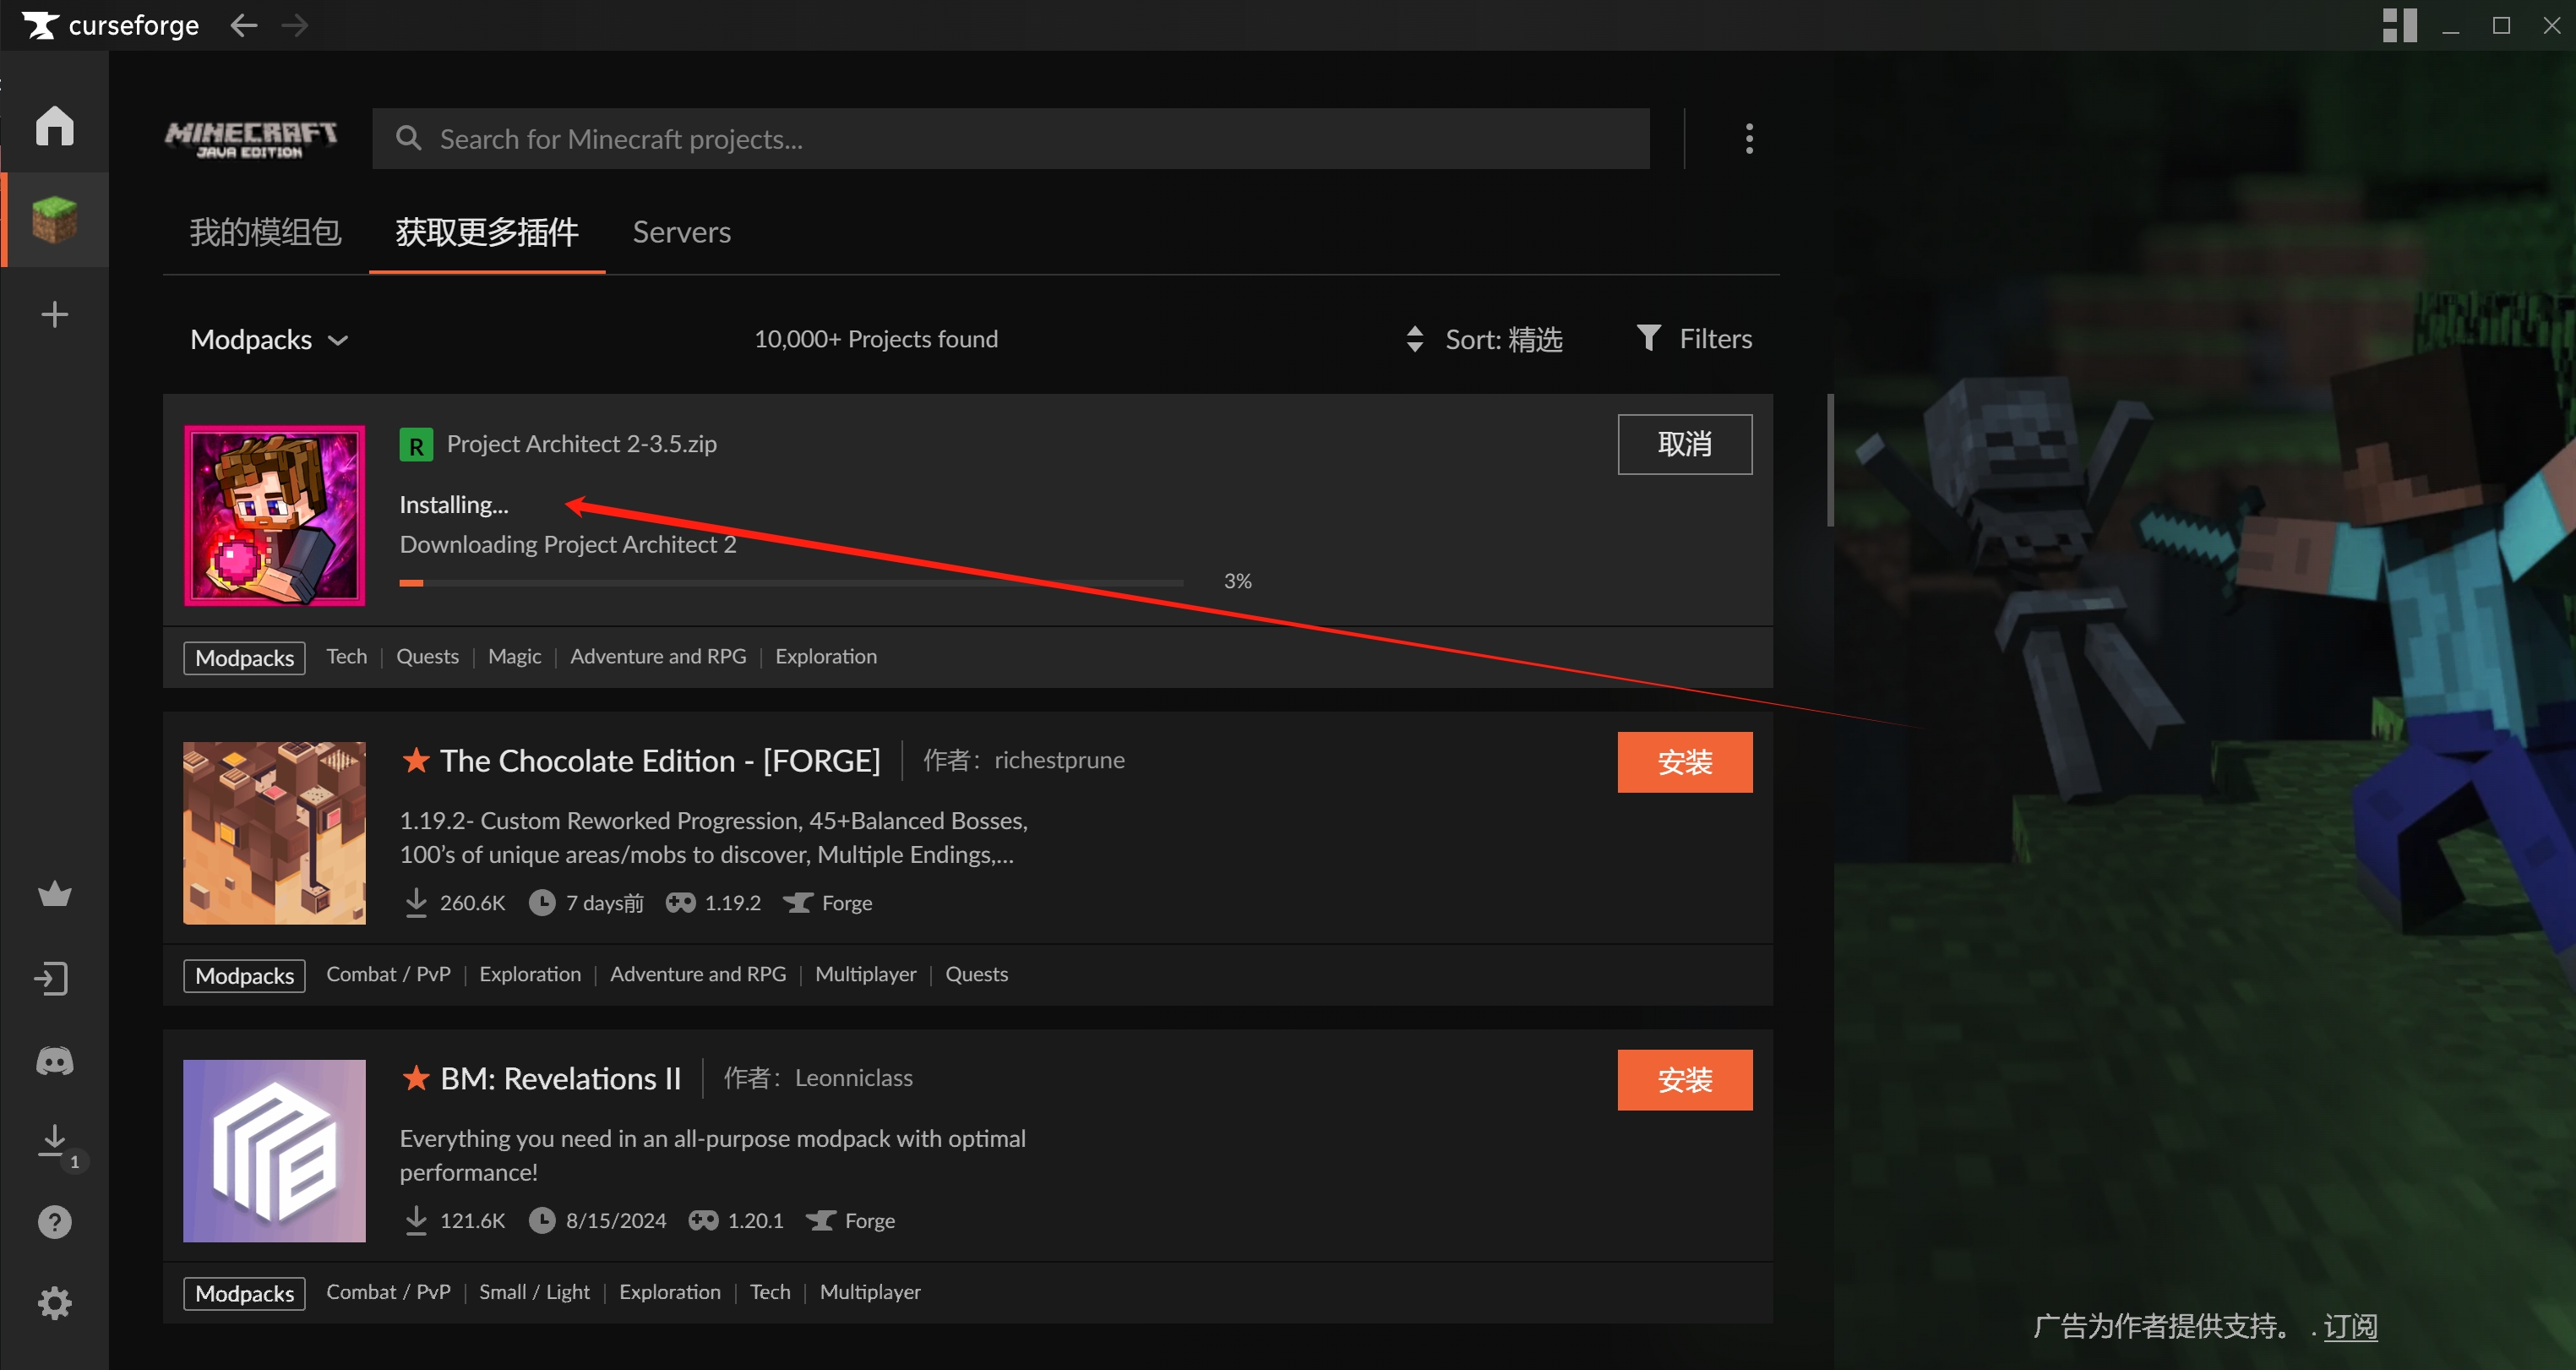 curseforge
MINECRAFT
JAVA EDITION
Search for Minecraft projects...
我的模组包 获取更多插件 Servers
Modpacks 10,000+ Projects found Sort: 精选 Filters
R Project Architect 2-3.5.zip 取消
Installing...
Downloading Project Architect 2
3%
Modpacks Tech | Quests | Magic | Adventure and RPG | Exploration
The Chocolate Edition - [FORGE] | 作者： richestprune 安装
1.19.2- Custom Reworked Progression, 45+Balanced Bosses,
100’s of unique areas/mobs to discover, Multiple Endings,...
260.6K 7 days前 1.19.2 Forge
Modpacks Combat / PvP | Exploration | Adventure and RPG | Multiplayer | Quests
BM: Revelations II | 作者： Leonniclass 安装
Everything you need in an all-purpose modpack with optimal
performance!
121.6K 8/15/2024 1.20.1 Forge
1
Modpacks Combat / PvP | Small / Light | Exploration | Tech | Multiplayer
广告为作者提供支持。 . 订阅